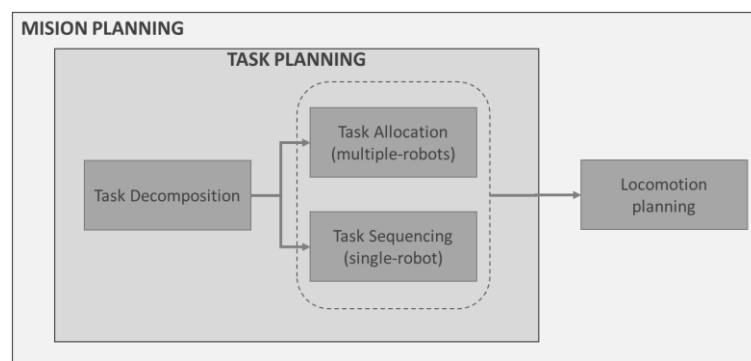 MISION PLANNING
TASK PLANNING
Task Allocation
(multiple-robots)
Task Decomposition
Locomotion
planning
Task Sequencing
(single-robot)